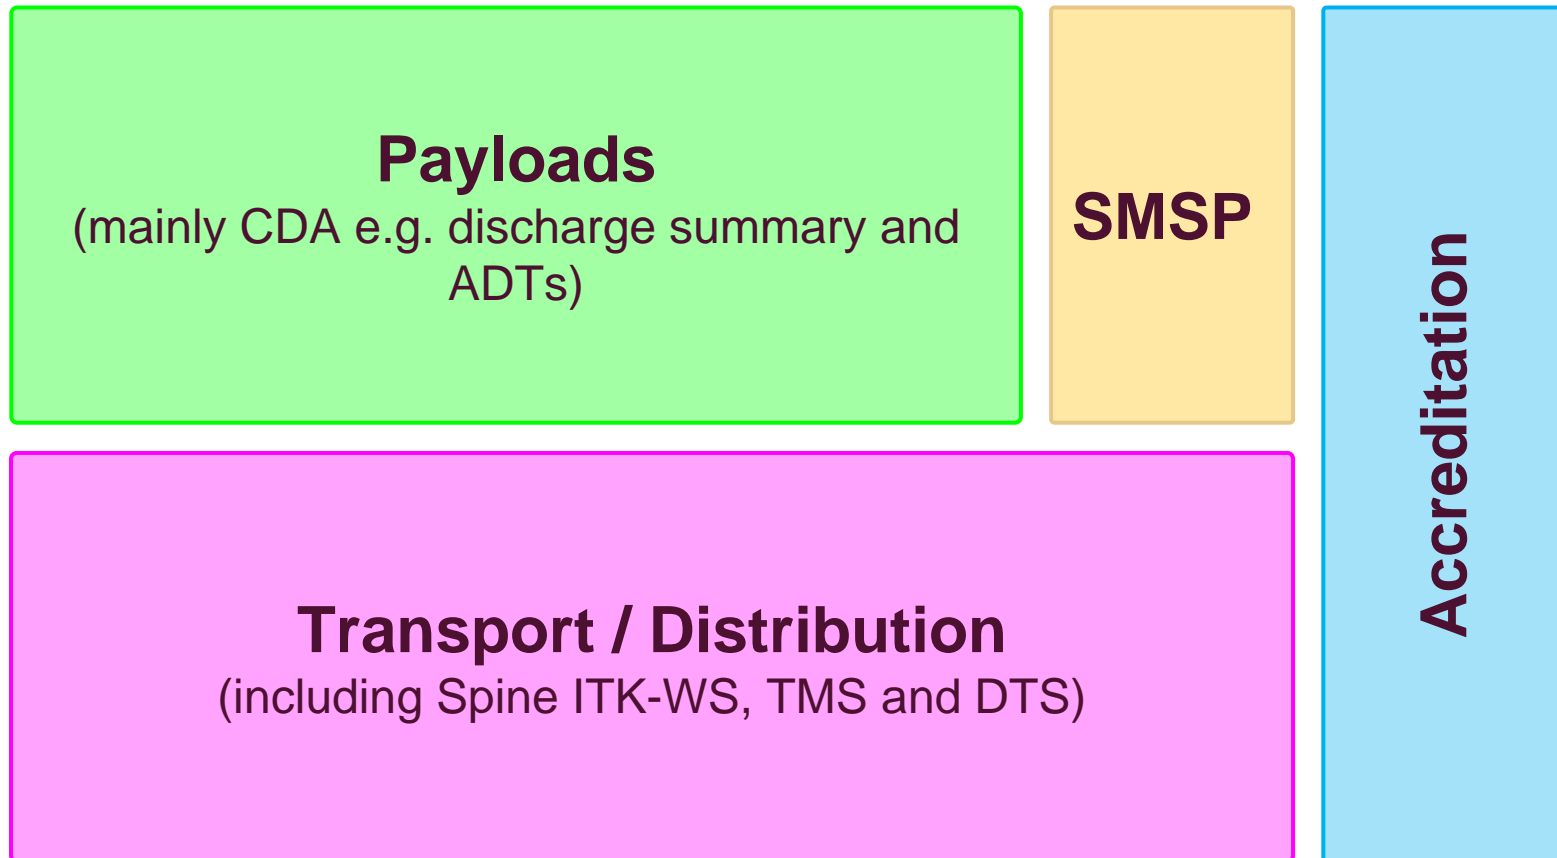 Payloads
(mainly CDA e.g. discharge summary and
ADTs)
SMSP
Accreditation
Transport / Distribution
(including Spine ITK-WS, TMS and DTS)